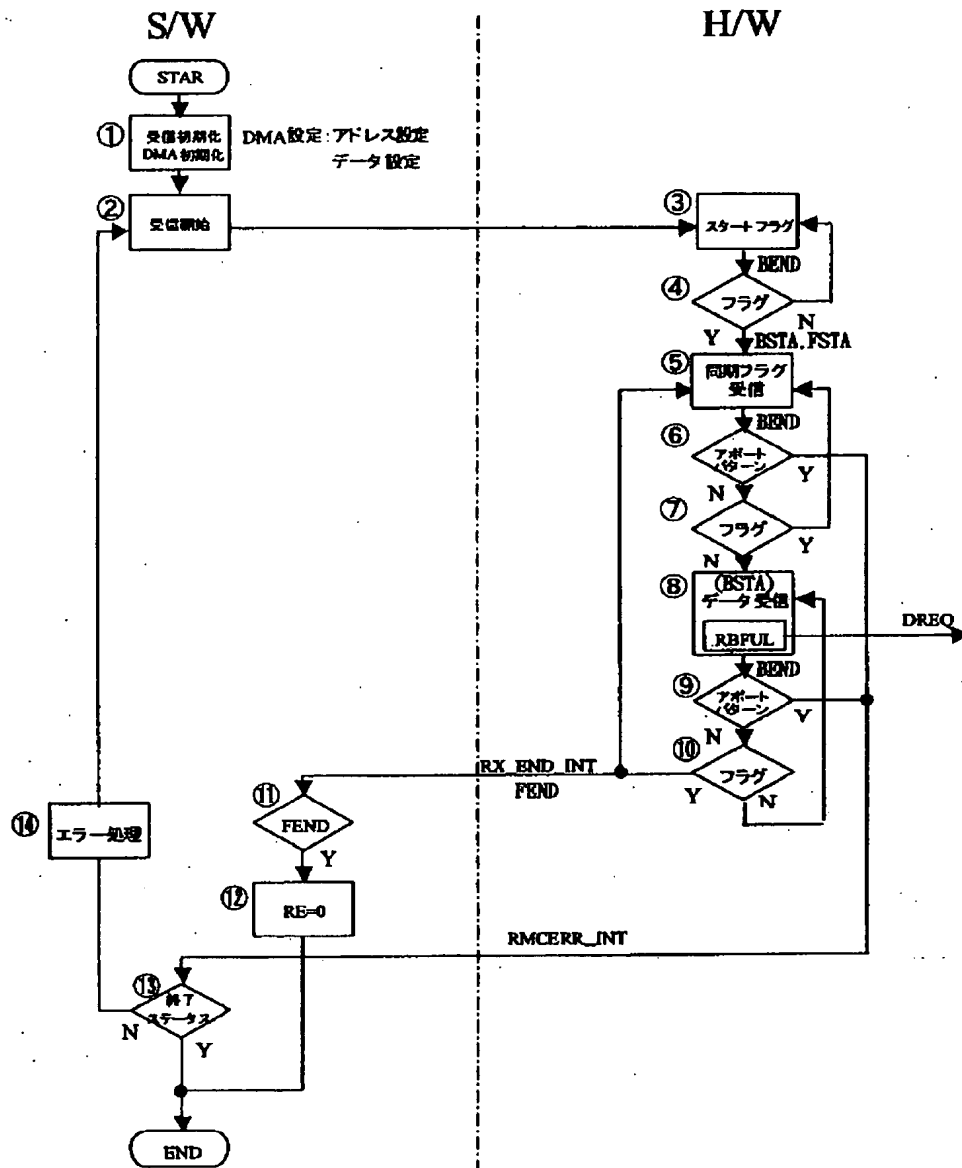 S/W
H/W
STAR
①
受信初期化
DMA初期化
DMA設定:アドレス設定
データ設定
②
受信開始
③
スタートフラグ
BEND
④
フラグ
N
Y
BSTA.FSTA
⑤
同期フラグ
受信
BEND
⑥
アボート
パターン
Y
N
⑦
フラグ
Y
N
⑧
(BSTA)
データ受信
RBFUL
DREQ
BEND
⑨
アボート
パターン
Y
N
⑩
フラグ
Y
N
RX_END_INT
FEND
⑪
FEND
Y
⑭
エラー処理
⑫
RE=0
RMCERR_INT
⑬
終了
ステータス
N
Y
END